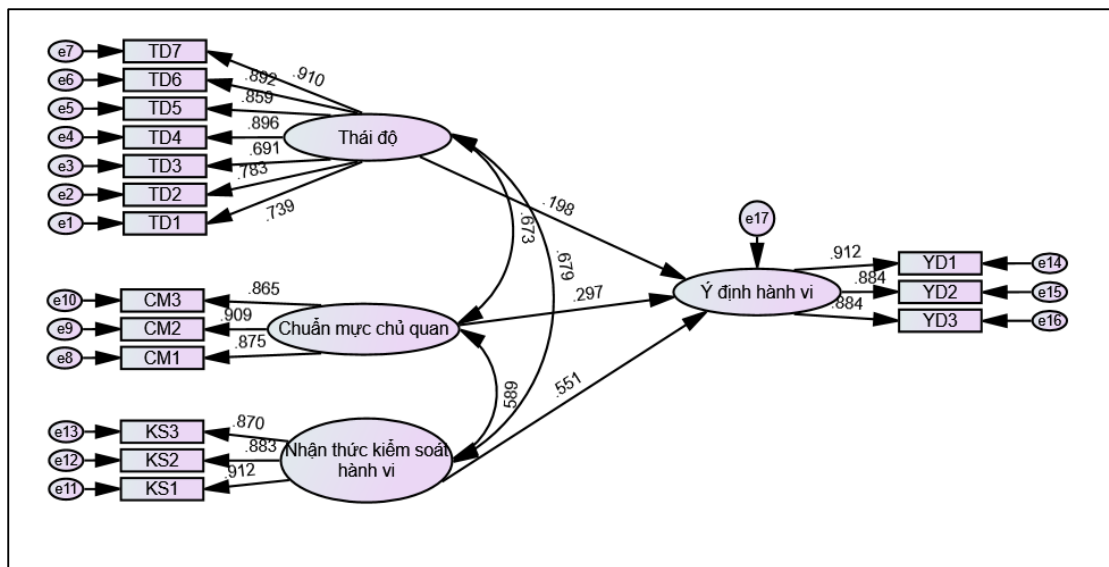 e7
TD7
.910
e6
TD6
.892
e5
TD5
.859
e4
TD4
.896
e3
TD3
.691
e2
TD2
.783
e1
TD1
.739
Thái độ
.673
.679
.198
e10
CM3
.865
e9
CM2
.909
e8
CM1
.875
Chuẩn mực chủ quan
.297
.589
e13
KS3
.870
e12
KS2
.883
e11
KS1
.912
Nhận thức kiểm soát
hành vi
.551
e17
Ý định hành vi
.912
YD1
e14
.884
YD2
e15
.884
YD3
e16